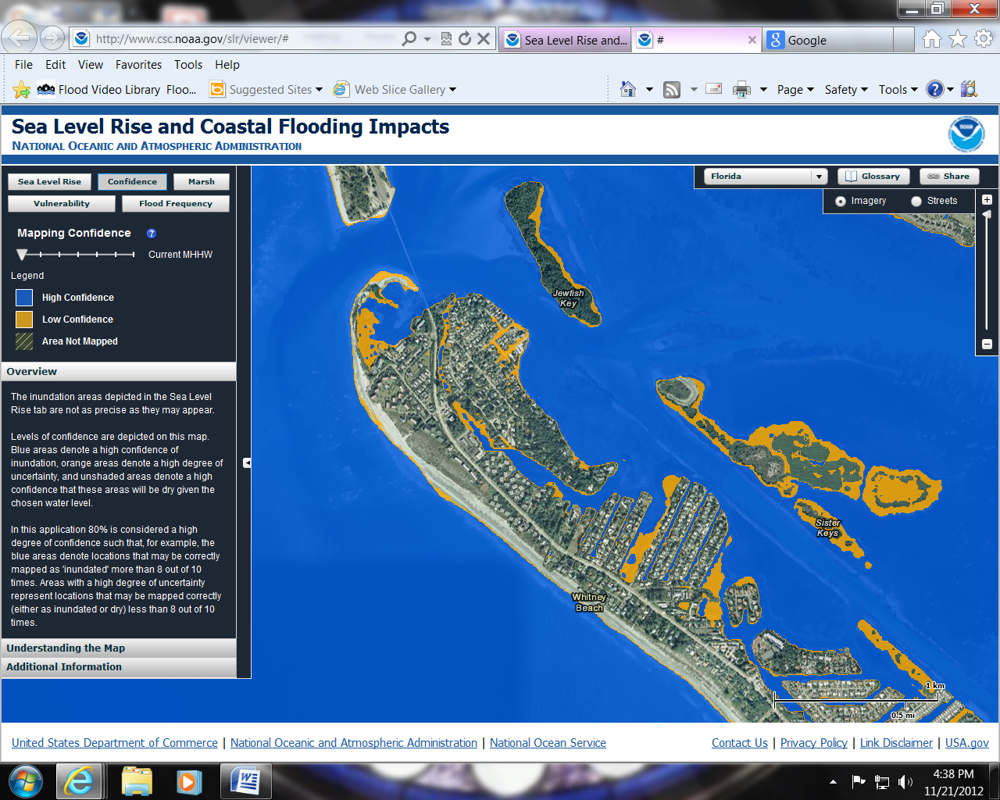 http://www.csc.noaa.gov/slr/viewer/#
Sea Level Rise and...
#
Google
File Edit View Favorites Tools Help
Flood Video Library Floo...
Suggested Sites
Web Slice Gallery
Page Safety Tools
Sea Level Rise and Coastal Flooding Impacts
National Oceanic and Atmospheric Administration
NOAA
Sea Level Rise
Confidence
Marsh
Vulnerability
Flood Frequency
Florida
Glossary
Share
Imagery
Streets
Mapping Confidence ?
Current MHHW
Legend
High Confidence
Low Confidence
Area Not Mapped
Overview
The inundation areas depicted in the Sea Level
Rise tab are not as precise as they may appear.
Levels of confidence are depicted on this map.
Blue areas denote a high confidence of
inundation, orange areas denote a high degree of
uncertainty, and unshaded areas denote a high
confidence that these areas will be dry given the
chosen water level.
In this application 80% is considered a high
degree of confidence such that, for example, the
blue areas denote locations that may be correctly
mapped as 'inundated' more than 8 out of 10
times. Areas with a high degree of uncertainty
represent locations that may be mapped correctly
(either as inundated or dry) less than 8 out of 10
times.
Understanding the Map
Additional Information
Jewfish
Key
Sister
Keys
Whitney
Beach
1 km
0.5 mi
United States Department of Commerce | National Oceanic and Atmospheric Administration | National Ocean Service
Contact Us | Privacy Policy | Link Disclaimer | USA.gov
4:38 PM
11/21/2012